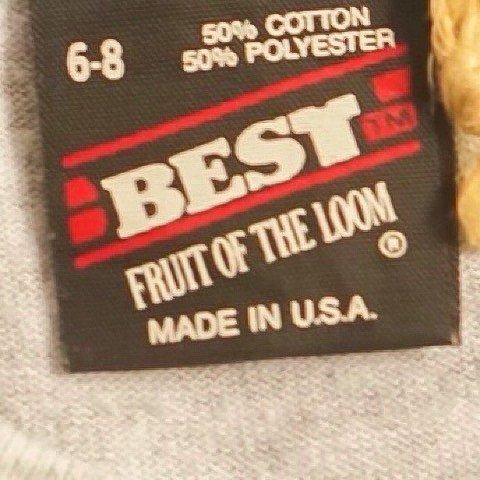 6-8
50% COTTON
50% POLYESTER
BEST TM
FRUIT OF THE LOOM ®
MADE IN U.S.A.